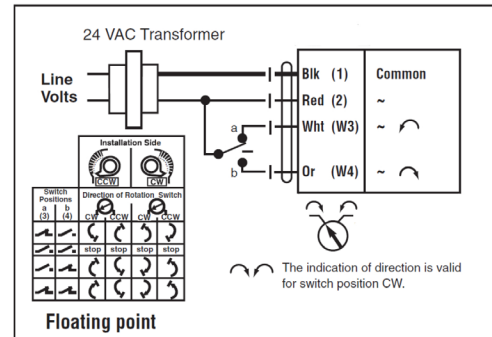 24 VAC Transformer
Line
Volts
Blk (1) Common
Red (2) ~
Wht (W3) ~
Or (W4) ~
a
b
Installation Side
CCW CW
Switch
Positions
a b
(3) (4)
Direction of Rotation Switch
CW CCW CW CCW
stop stop stop stop
The indication of direction is valid
for switch position CW.
Floating point